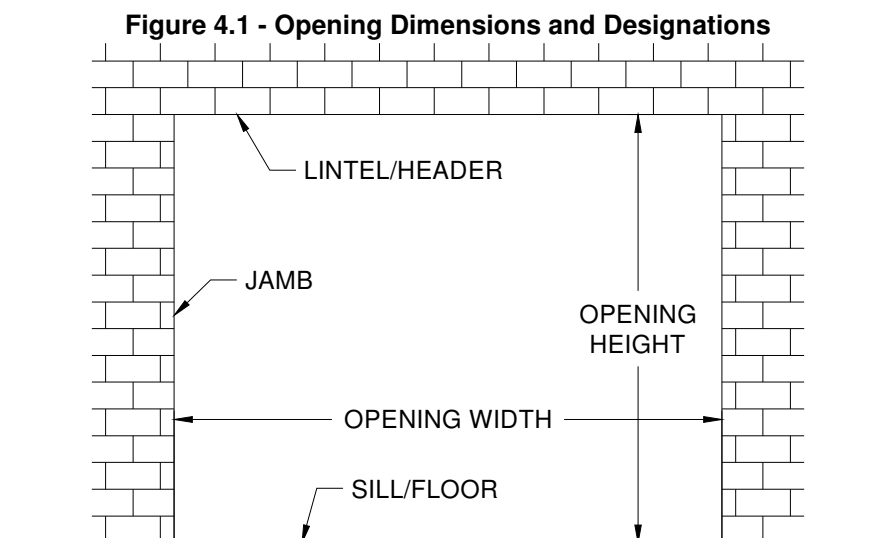 Figure 4.1 - Opening Dimensions and Designations
LINTEL/HEADER
JAMB
OPENING
HEIGHT
OPENING WIDTH
SILL/FLOOR